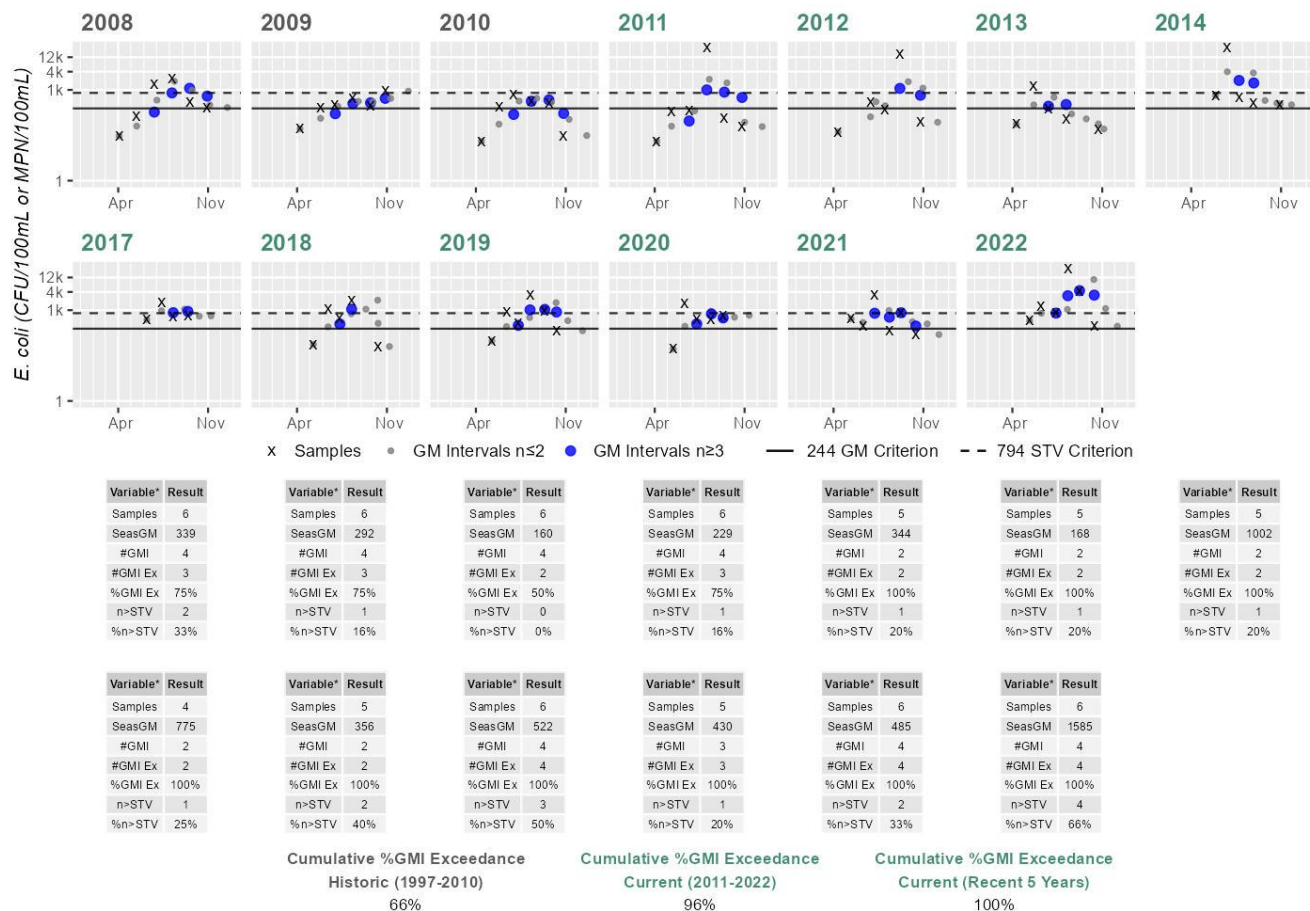 2008 2009 2010 2011 2012 2013 2014
12k
4k
1k
1
Apr Nov Apr Nov Apr Nov Apr Nov Apr Nov Apr Nov Apr Nov
E. coli (CFU/100mL or MPN/100mL)
2017 2018 2019 2020 2021 2022
12k
4k
1k
1
Apr Nov Apr Nov Apr Nov Apr Nov Apr Nov Apr Nov
x Samples GM Intervals n≤2 GM Intervals n≥3 244 GM Criterion 794 STV Criterion
Variable* Result Variable* Result Variable* Result Variable* Result Variable* Result Variable* Result Variable* Result
Samples 6 Samples 6 Samples 6 Samples 6 Samples 5 Samples 5 Samples 5
SeasGM 339 SeasGM 292 SeasGM 160 SeasGM 229 SeasGM 344 SeasGM 168 SeasGM 1002
#GMI 4 #GMI 4 #GMI 4 #GMI 4 #GMI 2 #GMI 2 #GMI 2
#GMI Ex 3 #GMI Ex 3 #GMI Ex 2 #GMI Ex 3 #GMI Ex 2 #GMI Ex 2 #GMI Ex 2
%GMI Ex 75% %GMI Ex 75% %GMI Ex 50% %GMI Ex 75% %GMI Ex 100% %GMI Ex 100% %GMI Ex 100%
n>STV 2 n>STV 1 n>STV 0 n>STV 1 n>STV 1 n>STV 1 n>STV 1
%n>STV 33% %n>STV 16% %n>STV 0% %n>STV 16% %n>STV 20% %n>STV 20% %n>STV 20%
Variable* Result Variable* Result Variable* Result Variable* Result Variable* Result Variable* Result
Samples 4 Samples 5 Samples 6 Samples 5 Samples 6 Samples 6
SeasGM 775 SeasGM 356 SeasGM 522 SeasGM 430 SeasGM 485 SeasGM 1585
#GMI 2 #GMI 2 #GMI 4 #GMI 3 #GMI 4 #GMI 4
#GMI Ex 2 #GMI Ex 2 #GMI Ex 4 #GMI Ex 3 #GMI Ex 4 #GMI Ex 4
%GMI Ex 100% %GMI Ex 100% %GMI Ex 100% %GMI Ex 100% %GMI Ex 100% %GMI Ex 100%
n>STV 1 n>STV 2 n>STV 3 n>STV 1 n>STV 2 n>STV 4
%n>STV 25% %n>STV 40% %n>STV 50% %n>STV 20% %n>STV 33% %n>STV 66%
Cumulative %GMI Exceedance Cumulative %GMI Exceedance Cumulative %GMI Exceedance
Historic (1997-2010) Current (2011-2022) Current (Recent 5 Years)
66% 96% 100%